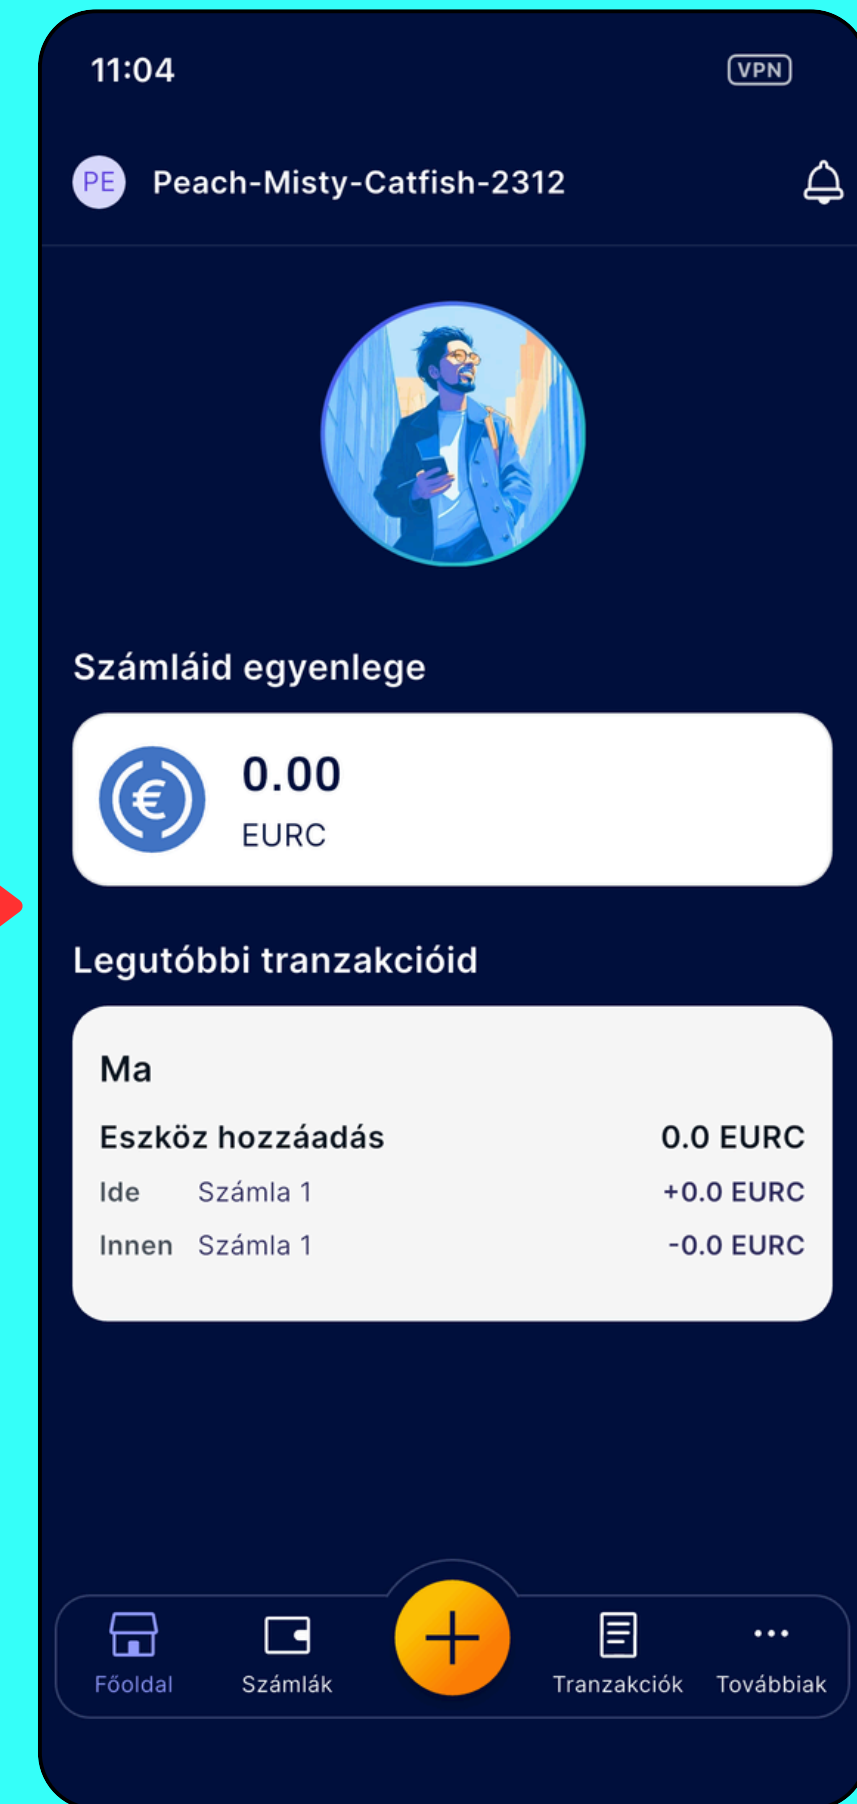 11:04
VPN
PE Peach-Misty-Catfish-2312
Számláid egyenlege
€ 0.00
EURC
Legutóbbi tranzakcióid
Ma
Eszköz hozzáadás 0.0 EURC
Ide Számla 1 +0.0 EURC
Innen Számla 1 -0.0 EURC
Főoldal Számlák Tranzakciók Továbbiak